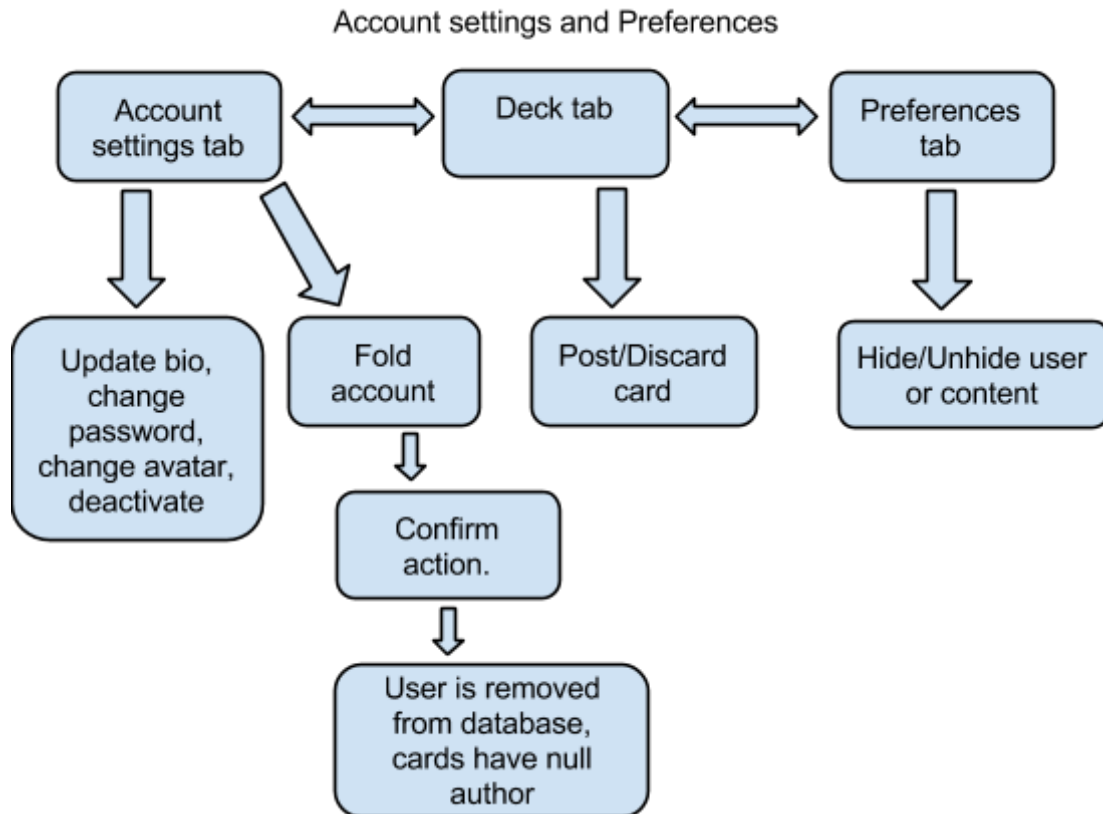 Account settings and Preferences
Account
settings tab
Deck tab
Preferences
tab
Update bio,
change
password,
change avatar,
deactivate
Fold
account
Post/Discard
card
Hide/Unhide user
or content
Confirm
action.
User is removed
from database,
cards have null
author